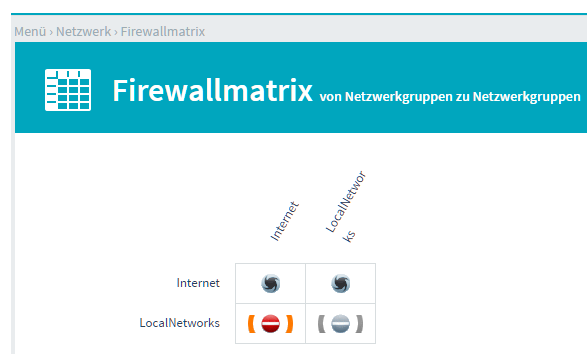 Menü › Netzwerk › Firewallmatrix
Firewallmatrix von Netzwerkgruppen zu Netzwerkgruppen
Internet
LocalNetwor
ks
Internet
LocalNetworks